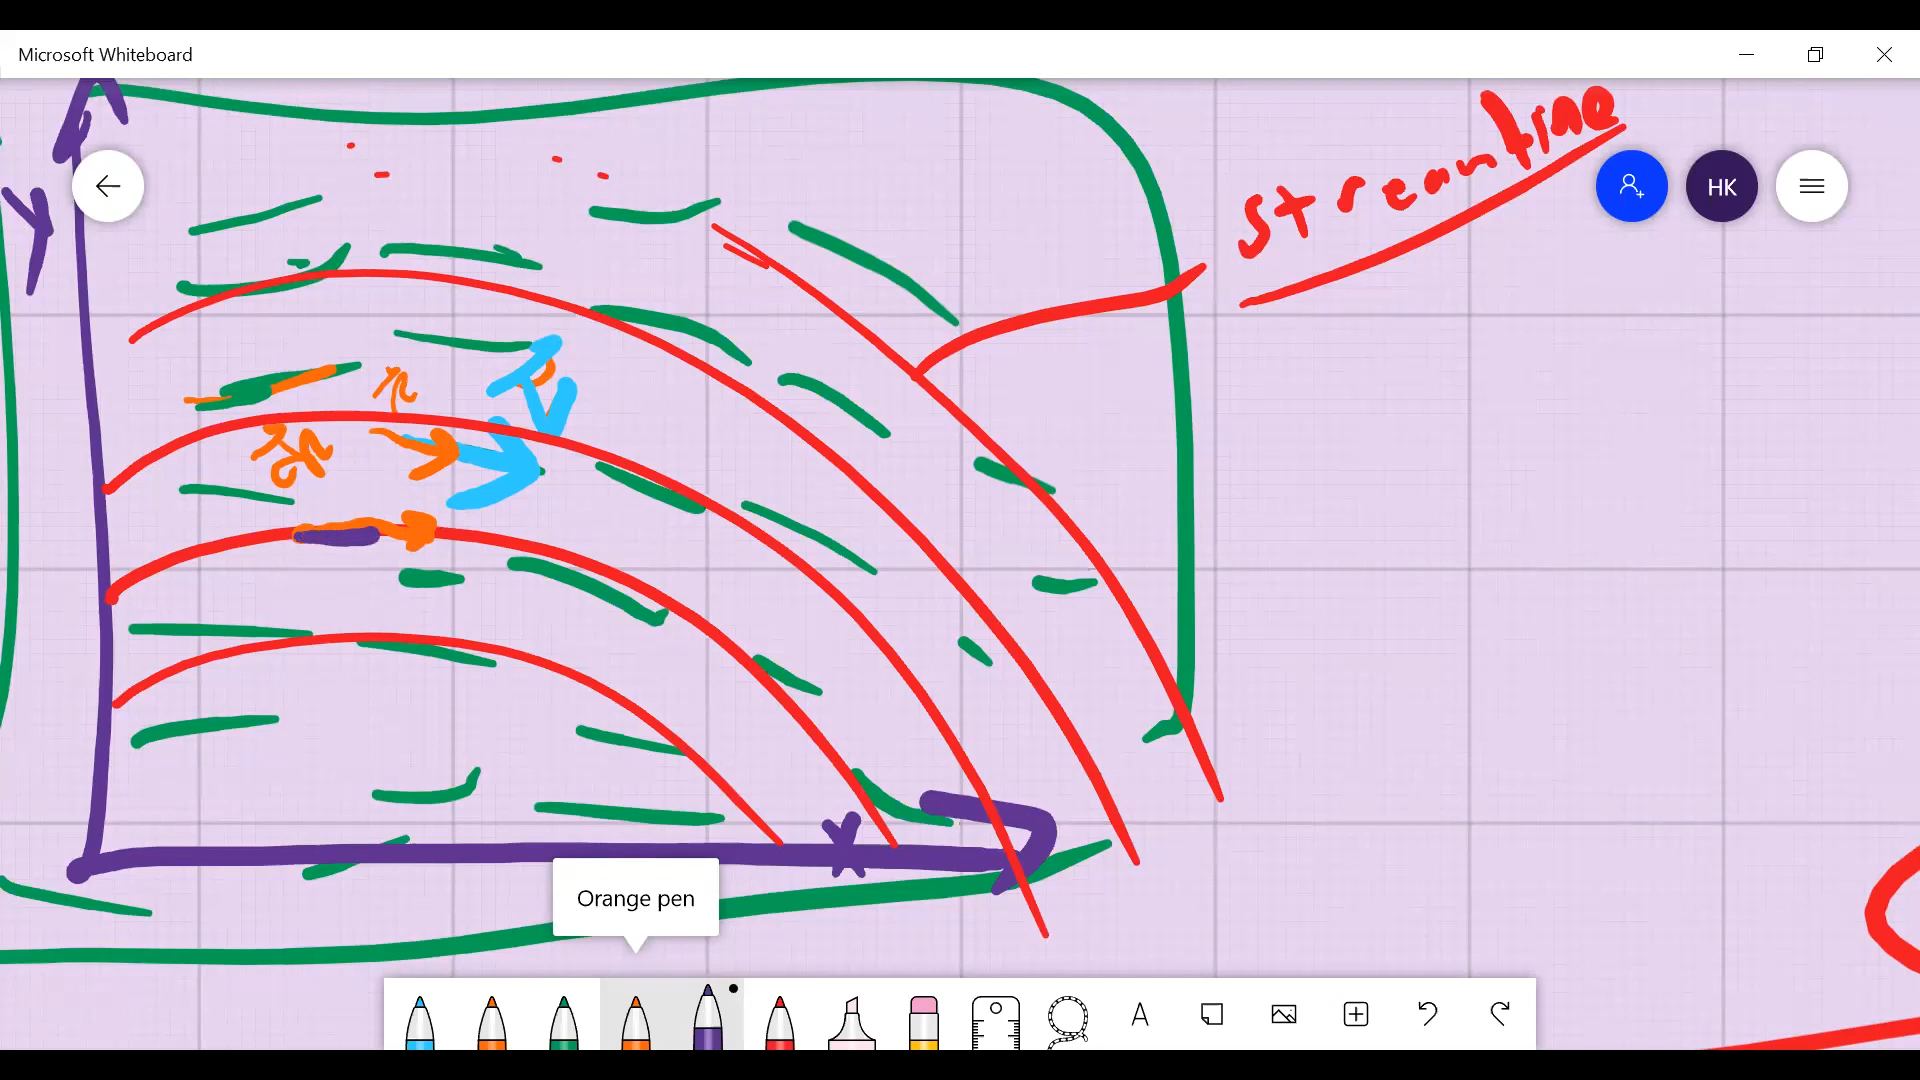 Microsoft Whiteboard
streamline
HK
Y
X
Orange pen